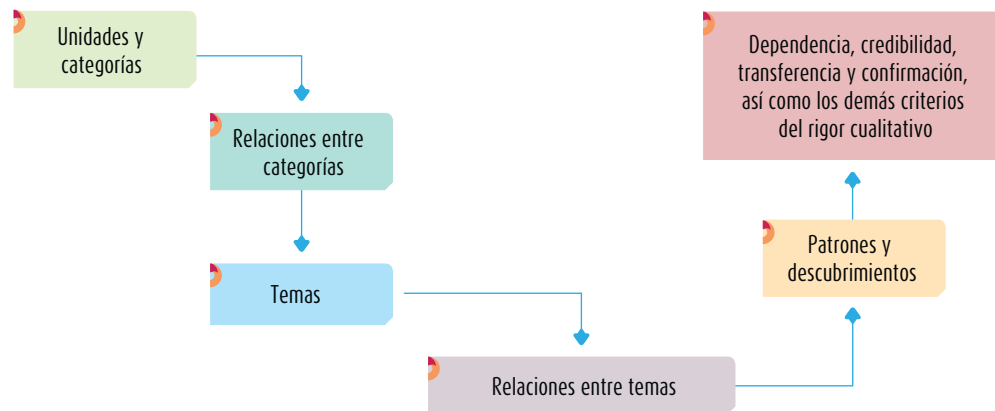 Unidades y
categorías
Relaciones entre
categorías
Temas
Relaciones entre temas
Patrones y
descubrimientos
Dependencia, credibilidad,
transferencia y confirmación,
así como los demás criterios
del rigor cualitativo